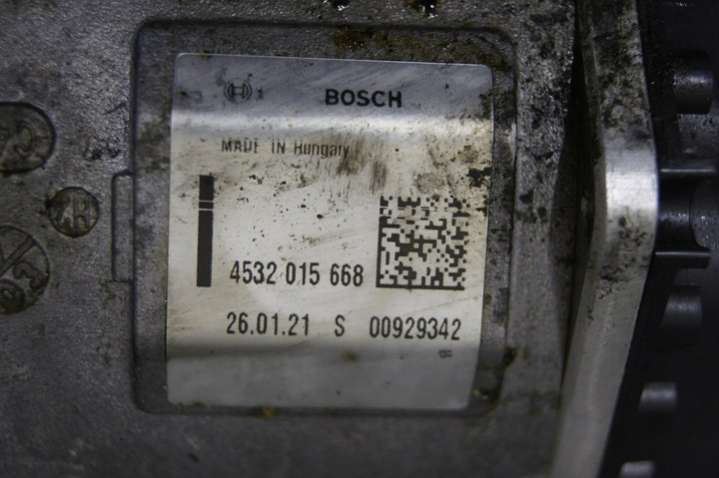 BOSCH
MADE IN Hungary
4532 015 668
26.01.21 S 00929342